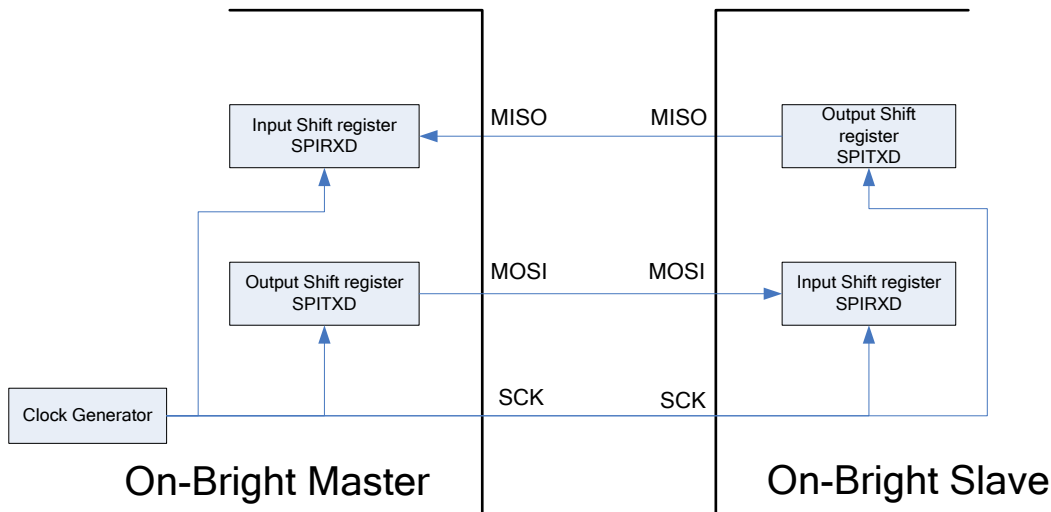 Input Shift register
SPIRXD
MISO
MISO
Output Shift
register
SPITXD
Output Shift register
SPITXD
MOSI
MOSI
Input Shift register
SPIRXD
Clock Generator
SCK
SCK
On-Bright Master
On-Bright Slave